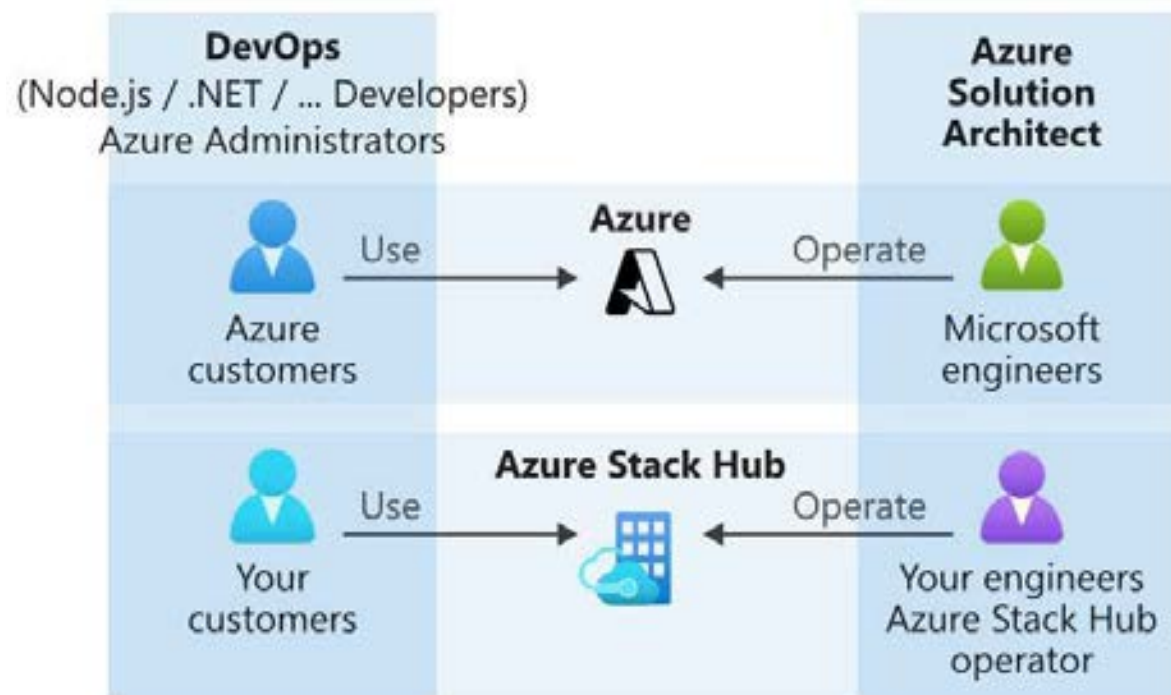 DevOps
(Node.js / .NET / ... Developers)
Azure Administrators
Azure
Solution
Architect
Azure
Use
Operate
Azure
customers
Microsoft
engineers
Azure Stack Hub
Use
Operate
Your
customers
Your engineers
Azure Stack Hub
operator